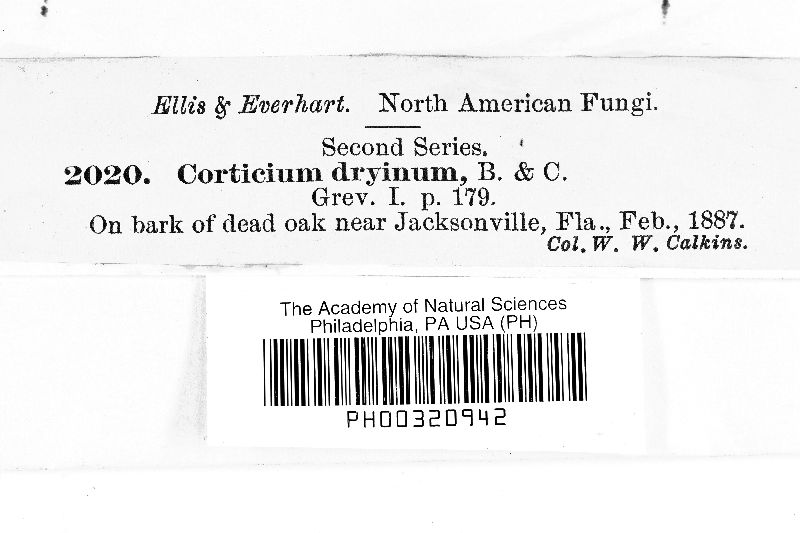 Ellis & Everhart. North American Fungi.
Second Series.
2020. Corticium dryinum, B. & C.
Grev. I. p. 179.
On bark of dead oak near Jacksonville, Fla., Feb., 1887.
Col. W. W. Calkins.
The Academy of Natural Sciences
Philadelphia, PA USA (PH)
PH00320942